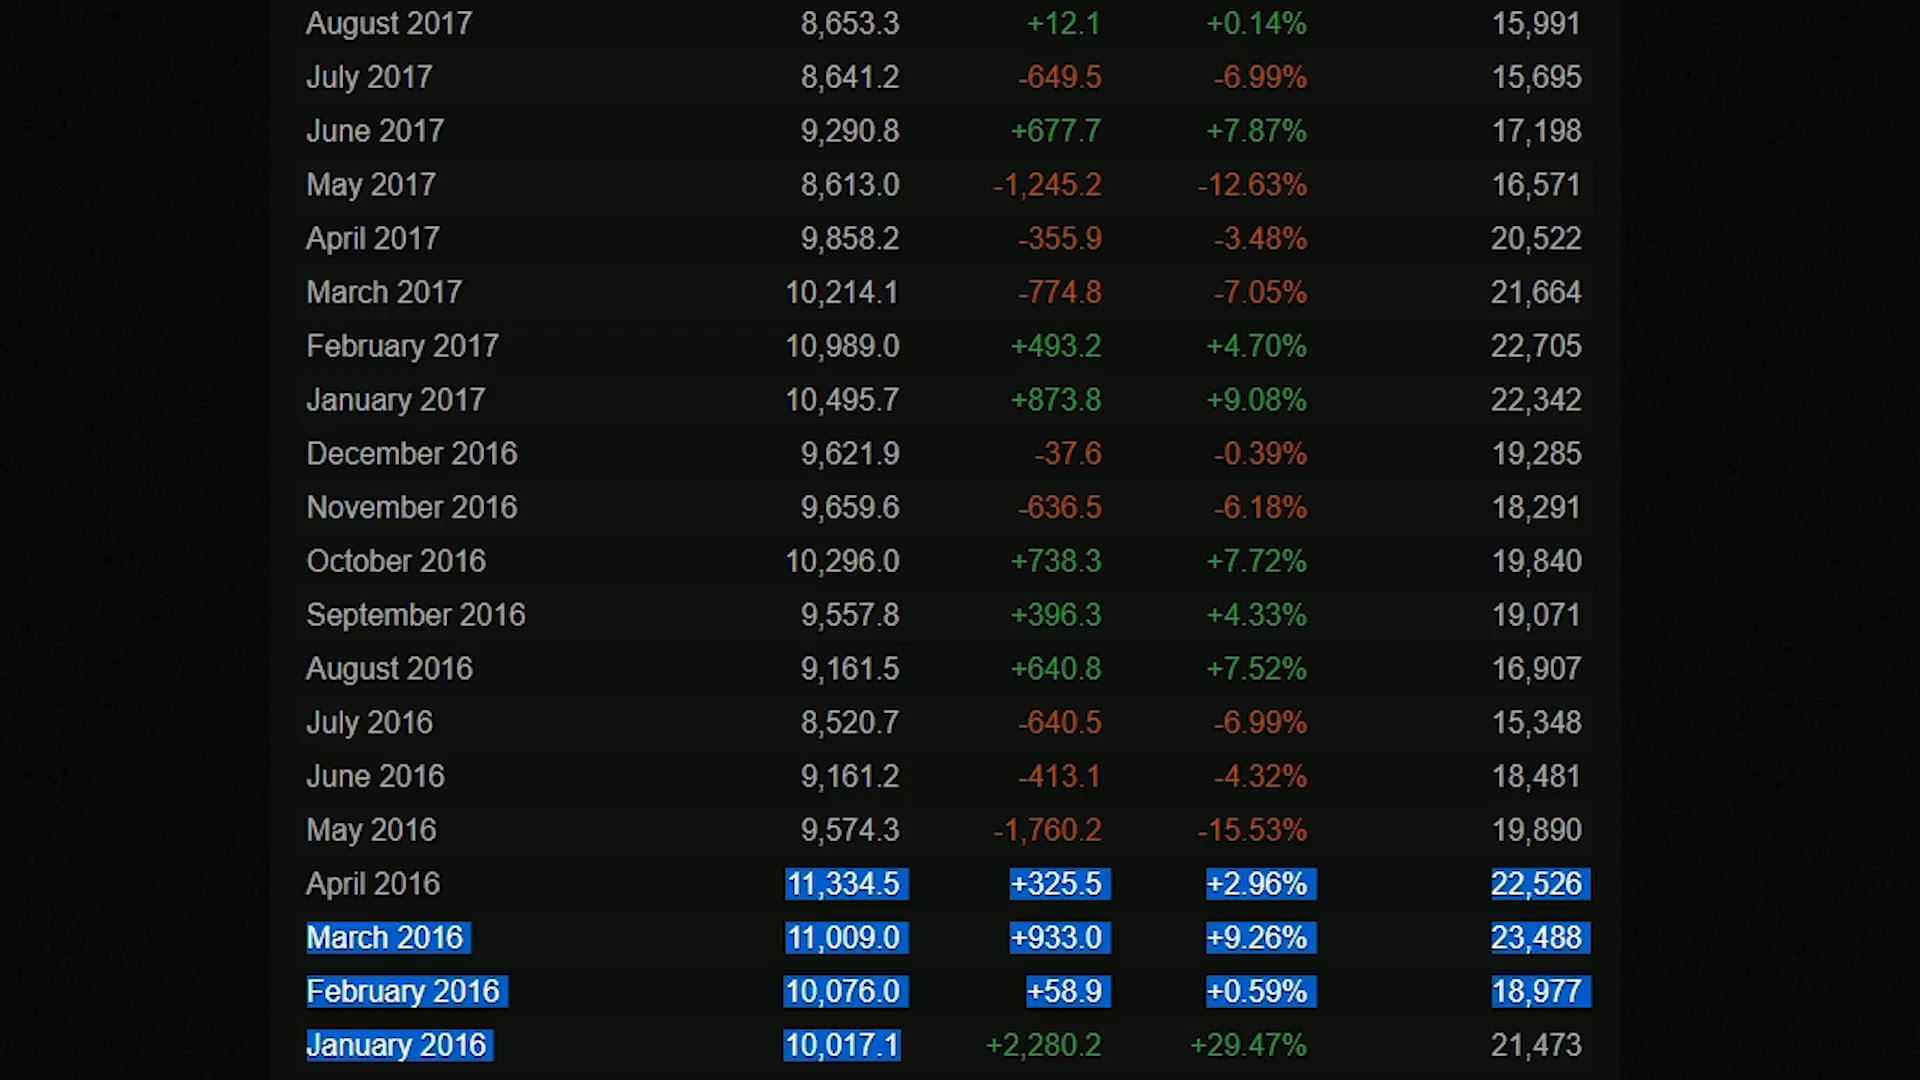 August 2017 8,653.3 +12.1 +0.14% 15,991
July 2017 8,641.2 -649.5 -6.99% 15,695
June 2017 9,290.8 +677.7 +7.87% 17,198
May 2017 8,613.0 -1,245.2 -12.63% 16,571
April 2017 9,858.2 -355.9 -3.48% 20,522
March 2017 10,214.1 -774.8 -7.05% 21,664
February 2017 10,989.0 +493.2 +4.70% 22,705
January 2017 10,495.7 +873.8 +9.08% 22,342
December 2016 9,621.9 -37.6 -0.39% 19,285
November 2016 9,659.6 -636.5 -6.18% 18,291
October 2016 10,296.0 +738.3 +7.72% 19,840
September 2016 9,557.8 +396.3 +4.33% 19,071
August 2016 9,161.5 +640.8 +7.52% 16,907
July 2016 8,520.7 -640.5 -6.99% 15,348
June 2016 9,161.2 -413.1 -4.32% 18,481
May 2016 9,574.3 -1,760.2 -15.53% 19,890
April 2016 11,334.5 +325.5 +2.96% 22,526
March 2016 11,009.0 +933.0 +9.26% 23,488
February 2016 10,076.0 +58.9 +0.59% 18,977
January 2016 10,017.1 +2,280.2 +29.47% 21,473